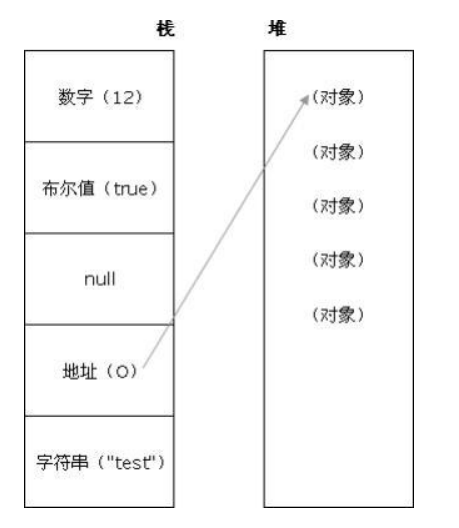 栈 堆
数字（12）
布尔值（true）
null
地址（0）
字符串（"test"）
（对象）
（对象）
（对象）
（对象）
（对象）